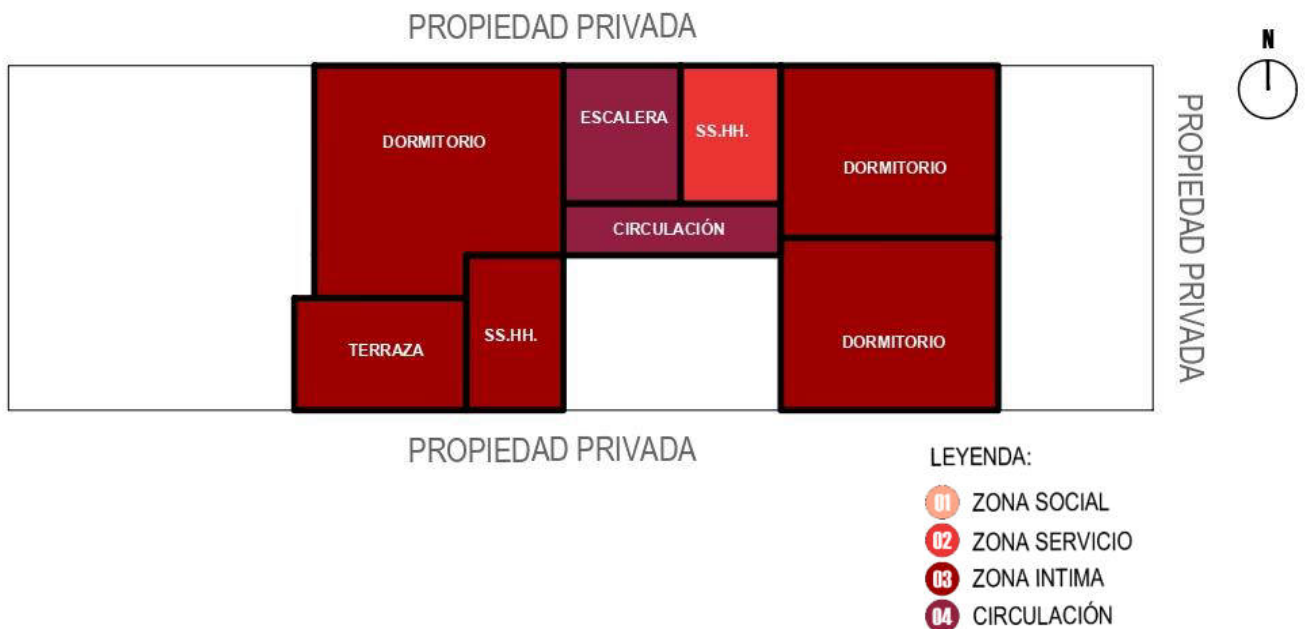 PROPIEDAD PRIVADA
N
ESCALERA
SS.HH.
DORMITORIO
DORMITORIO
CIRCULACIÓN
PROPIEDAD PRIVADA
SS.HH.
TERRAZA
DORMITORIO
PROPIEDAD PRIVADA
LEYENDA:
01 ZONA SOCIAL
02 ZONA SERVICIO
03 ZONA INTIMA
04 CIRCULACIÓN